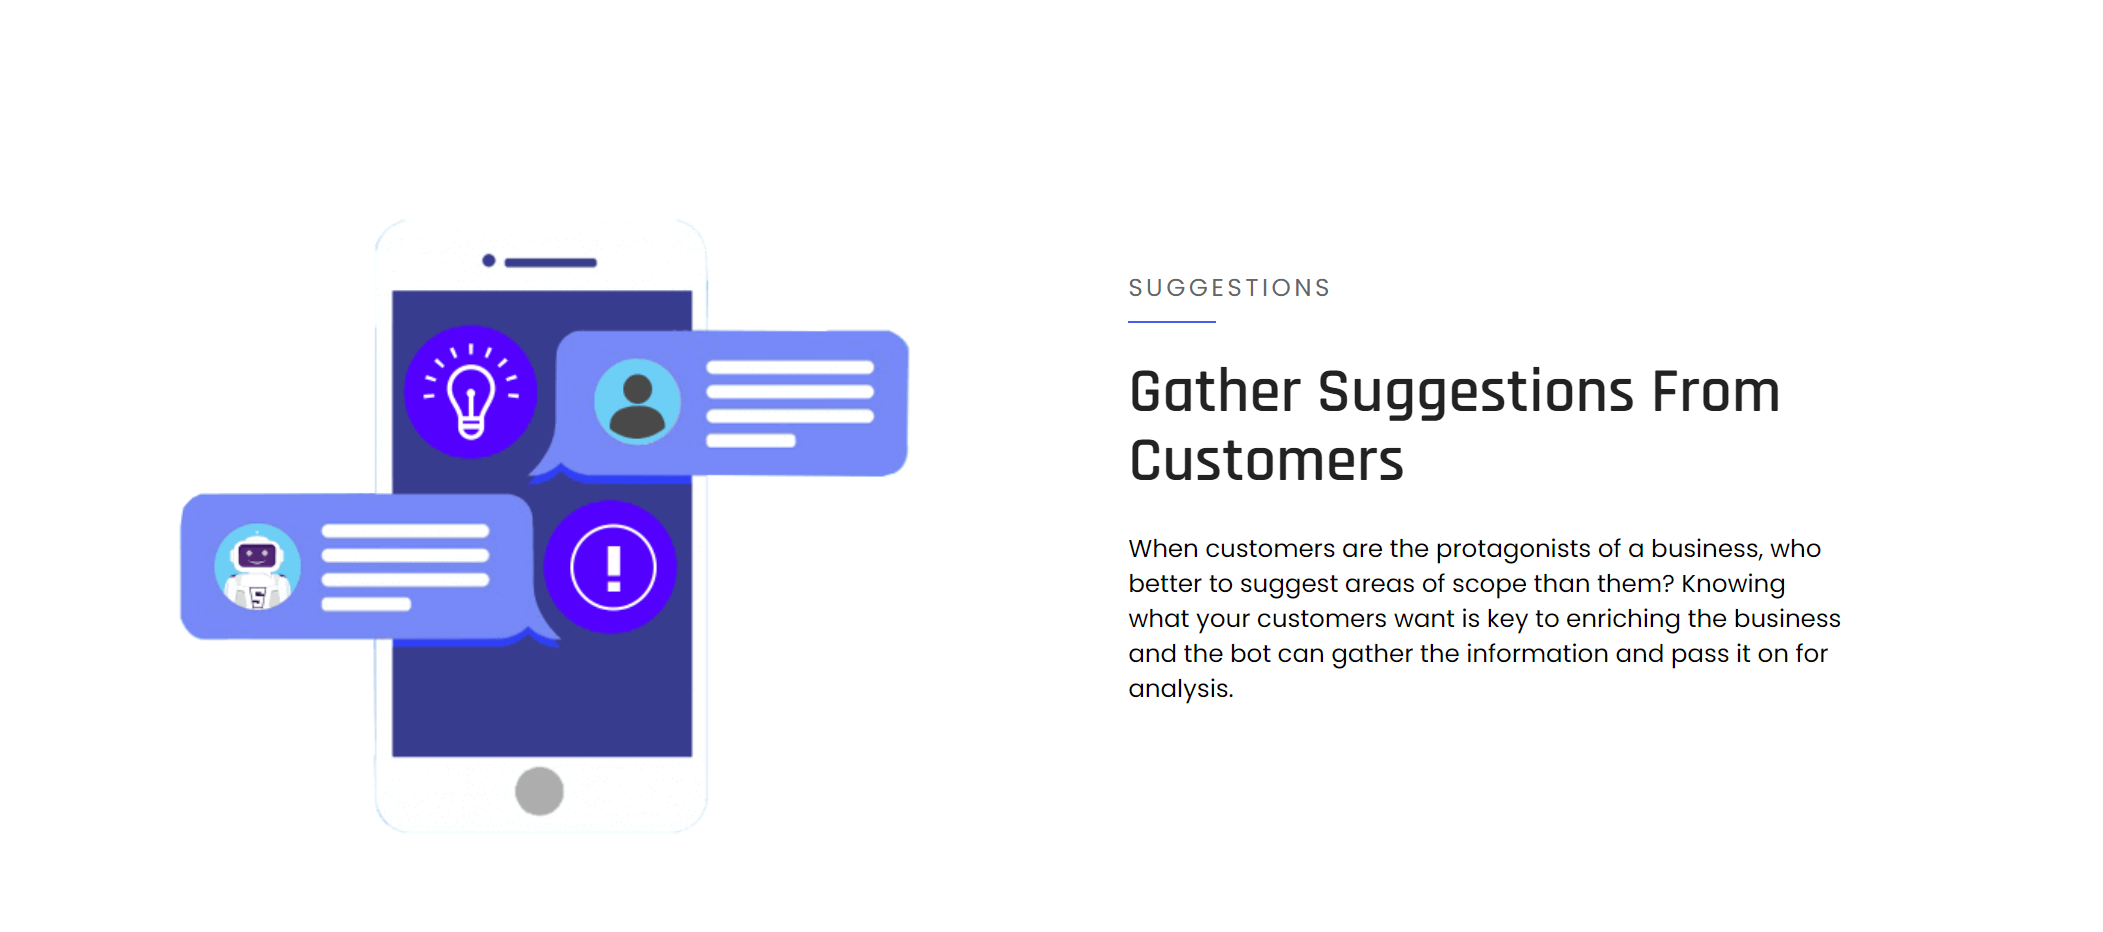 SUGGESTIONS
Gather Suggestions From
Customers
When customers are the protagonists of a business, who
better to suggest areas of scope than them? Knowing
what your customers want is key to enriching the business
and the bot can gather the information and pass it on for
analysis.
S